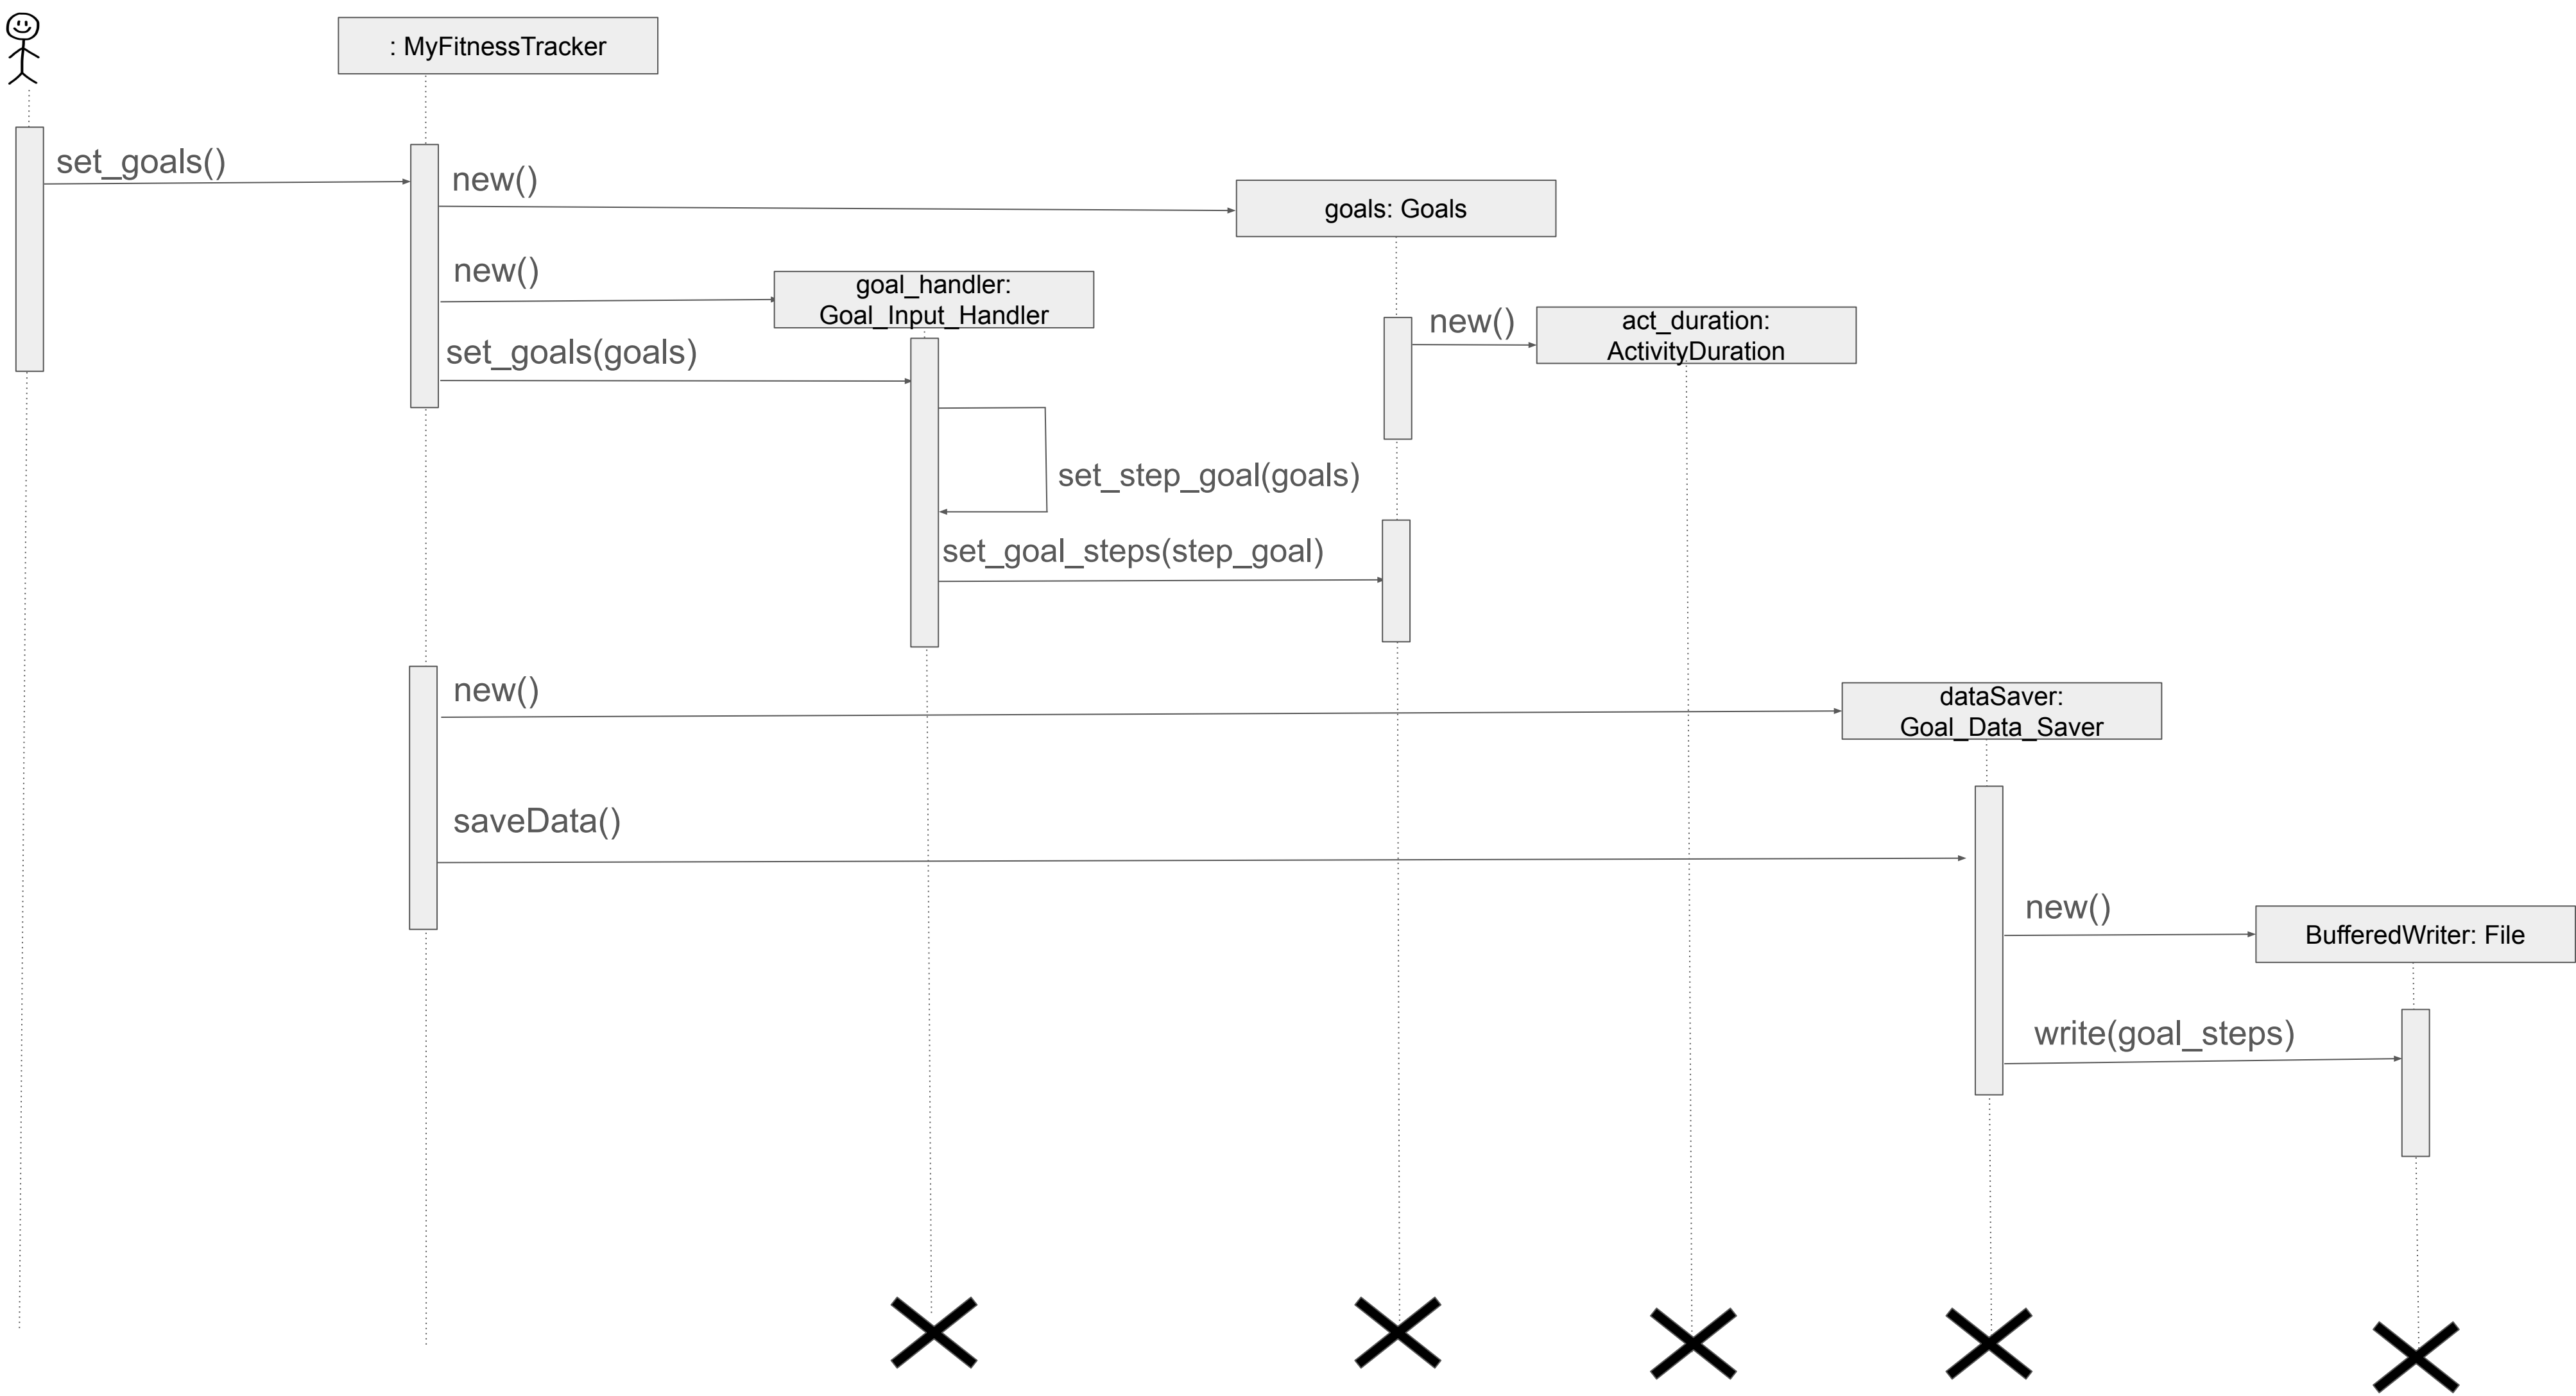 : MyFitnessTracker
set_goals()
new()
goals: Goals
new()
goal_handler:
Goal_Input_Handler
new()
act_duration:
ActivityDuration
set_goals(goals)
set_step_goal(goals)
set_goal_steps(step_goal)
new()
dataSaver:
Goal_Data_Saver
saveData()
new()
BufferedWriter: File
write(goal_steps)